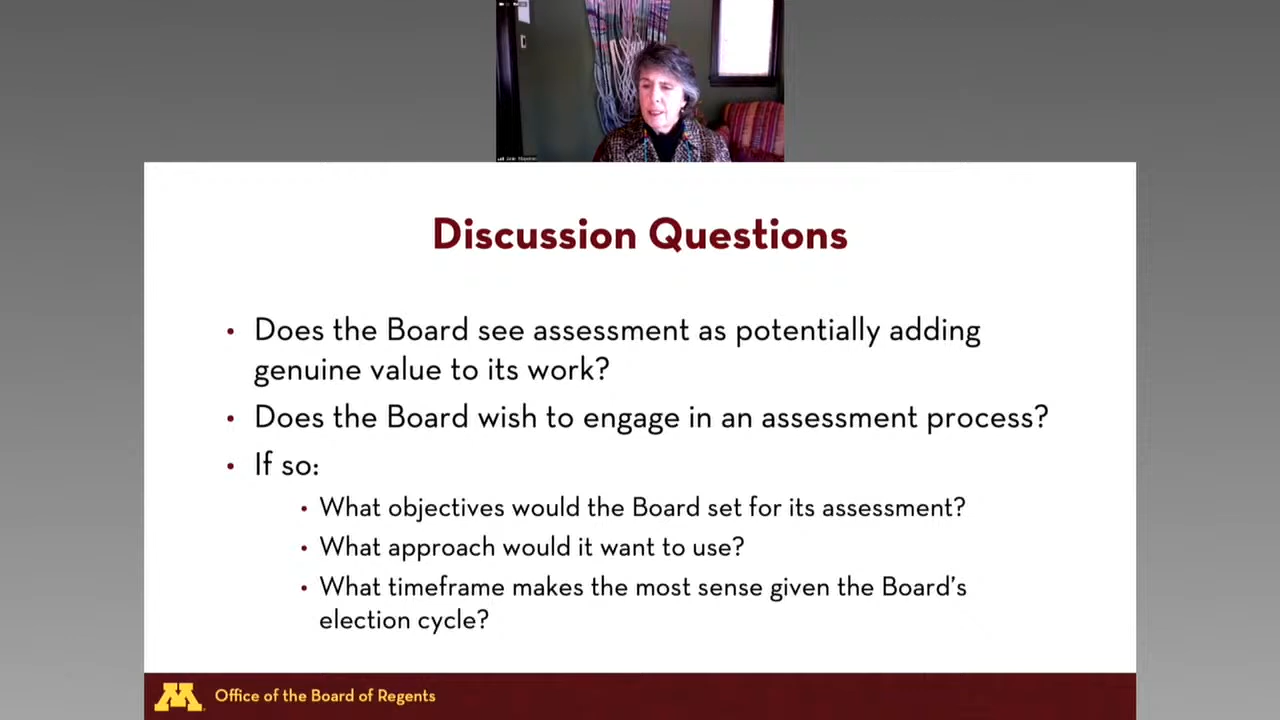 Discussion Questions
• Does the Board see assessment as potentially adding
genuine value to its work?
• Does the Board wish to engage in an assessment process?
• If so:
• What objectives would the Board set for its assessment?
• What approach would it want to use?
• What timeframe makes the most sense given the Board's
election cycle?
M
Office of the Board of Regents